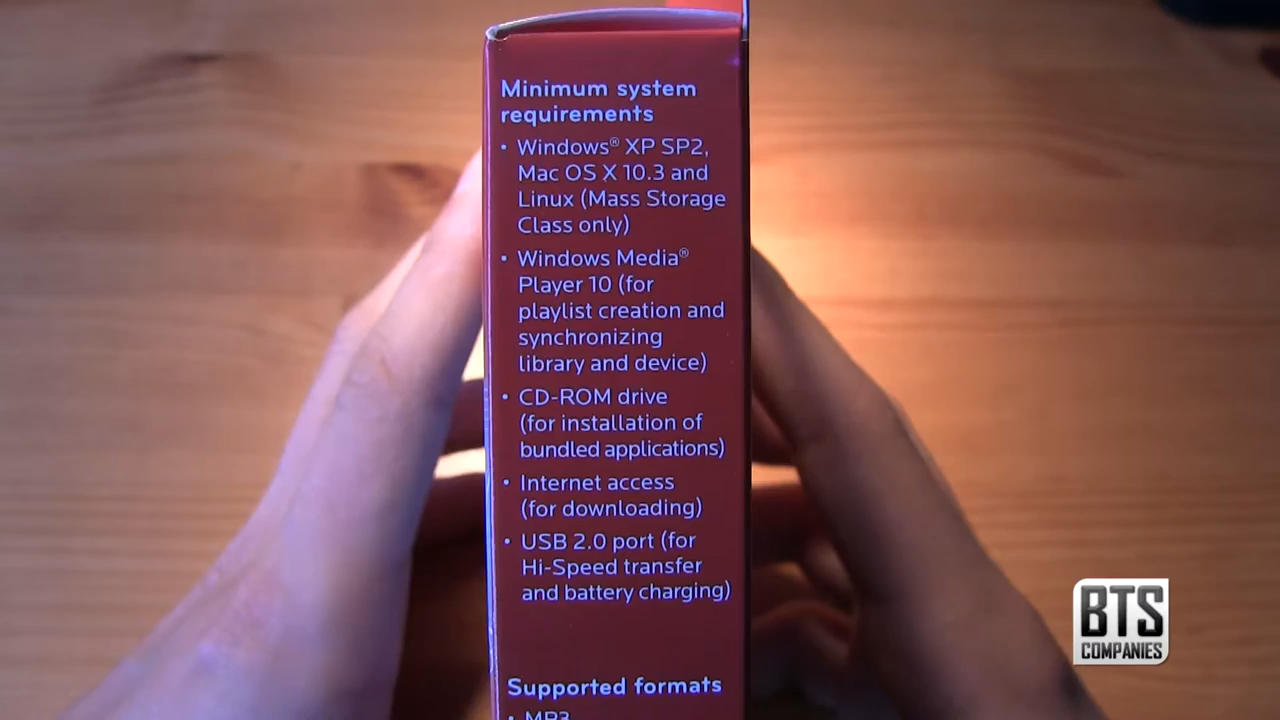 Minimum system
requirements
• Windows® XP SP2,
Mac OS X 10.3 and
Linux (Mass Storage
Class only)
• Windows Media®
Player 10 (for
playlist creation and
synchronizing
library and device)
• CD-ROM drive
(for installation of
bundled applications)
• Internet access
(for downloading)
• USB 2.0 port (for
Hi-Speed transfer
and battery charging)
Supported formats
• MP3
BTS
COMPANIES